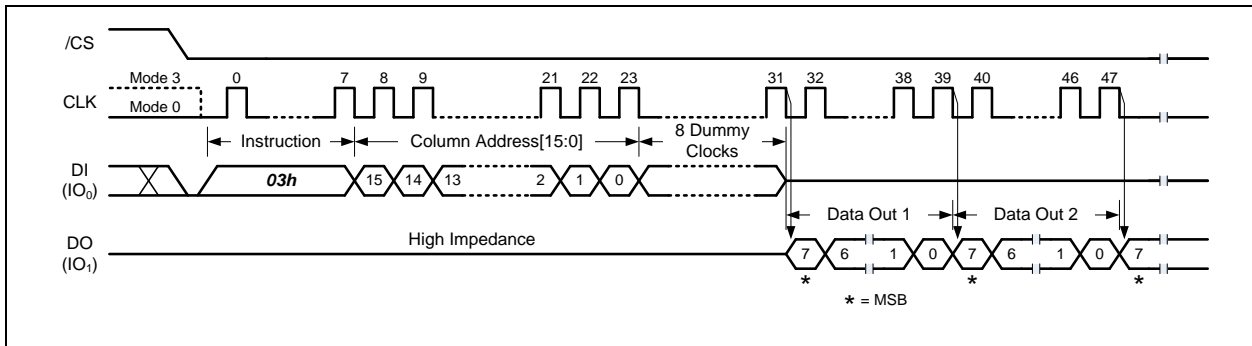 /CS
Mode 3 0 7 8 9 21 22 23 31 32 38 39 40 46 47
CLK Mode 0
Instruction Column Address[15:0] 8 Dummy
Clocks
DI
(IO0) 03h 15 14 13 2 1 0
Data Out 1 Data Out 2
DO
(IO1) High Impedance 7 6 1 0 7 6 1 0 7
* * *
* = MSB